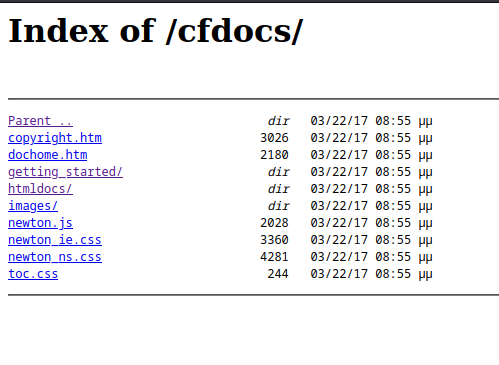 Index of /cfdocs/
Parent .. dir 03/22/17 08:55 μμ
copyright.htm 3026 03/22/17 08:55 μμ
dochome.htm 2180 03/22/17 08:55 μμ
getting_started/ dir 03/22/17 08:55 μμ
htmldocs/ dir 03/22/17 08:55 μμ
images/ dir 03/22/17 08:55 μμ
newton.js 2028 03/22/17 08:55 μμ
newton_ie.css 3360 03/22/17 08:55 μμ
newton_ns.css 4281 03/22/17 08:55 μμ
toc.css 244 03/22/17 08:55 μμ